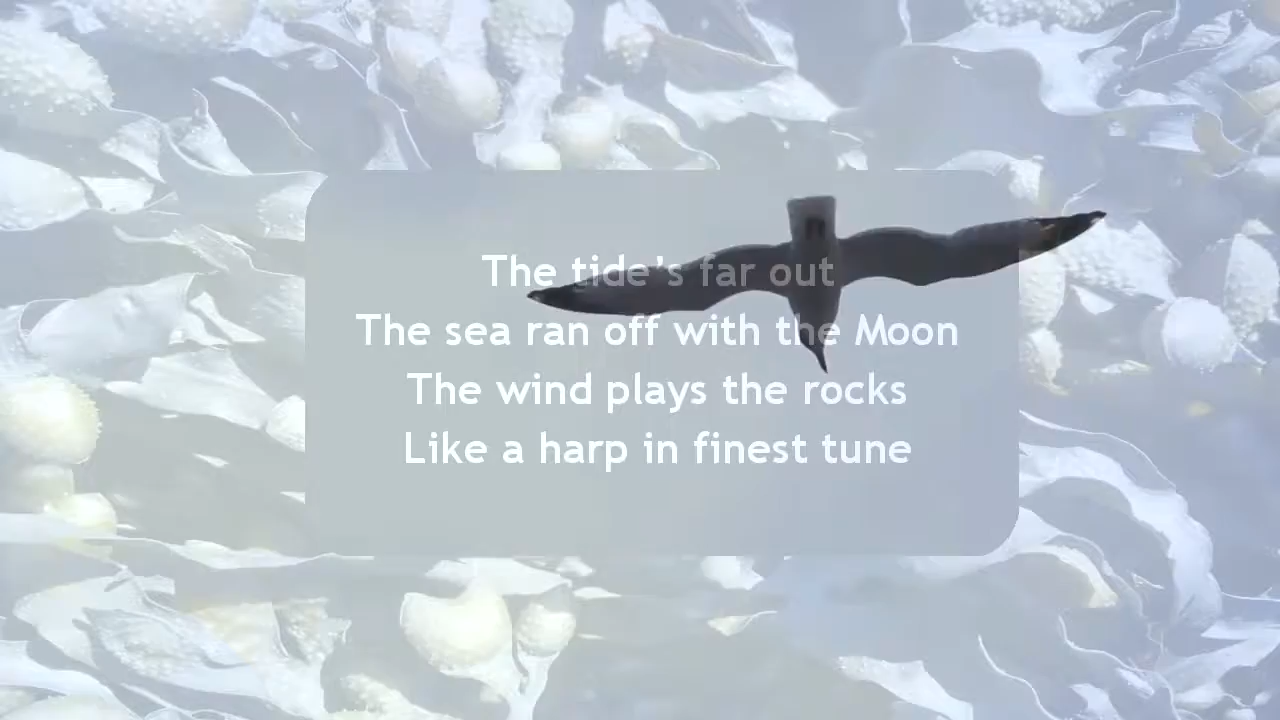 The tide's far out
The sea ran off with the Moon
The wind plays the rocks
Like a harp in finest tune